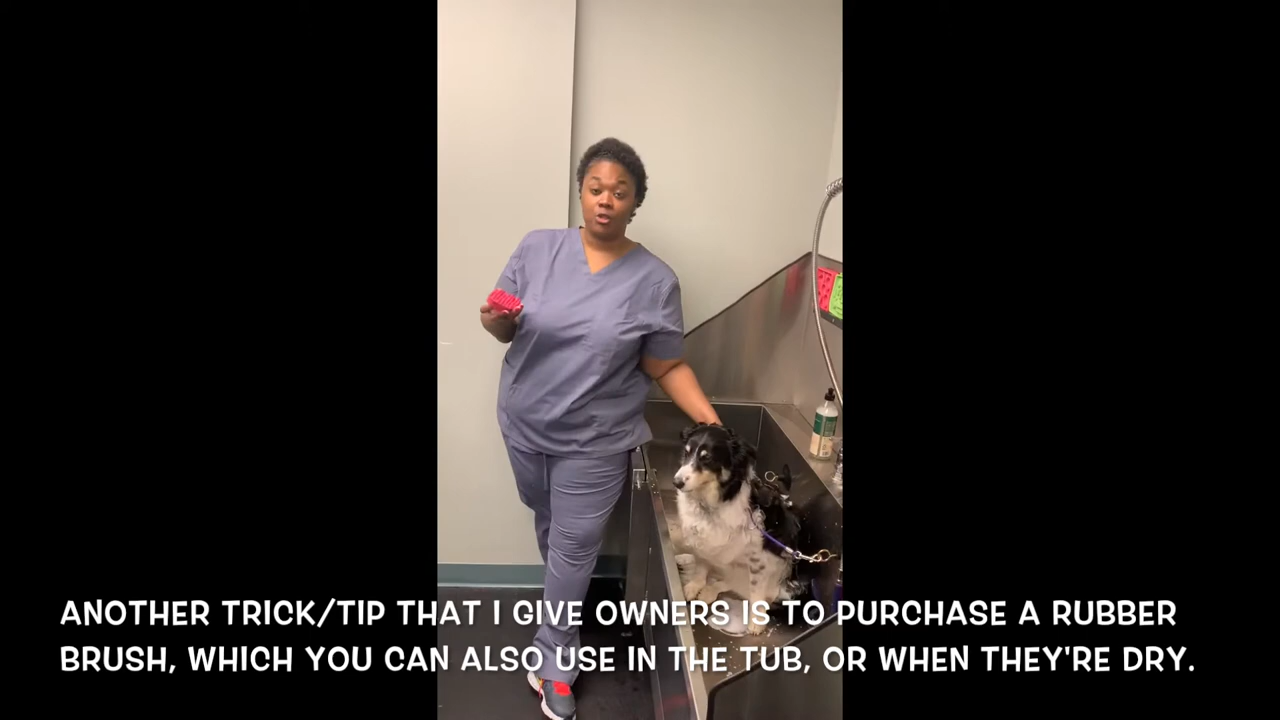 ANOTHER TRICK/TIP THAT I GIVE OWNERS IS TO PURCHASE A RUBBER
BRUSH, WHICH YOU CAN ALSO USE IN THE TUB, OR WHEN THEY'RE DRY.